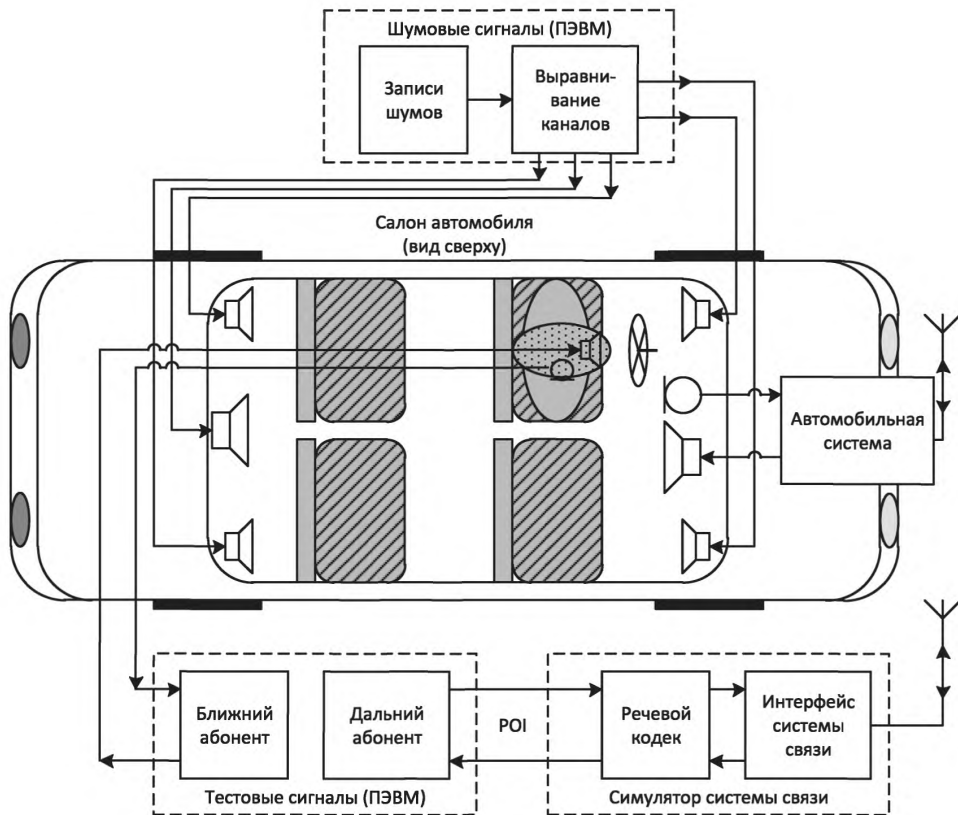 Шумовые сигналы (ПЭВМ)
Записи
шумов
Выравни-
вание
каналов
Салон автомобиля
(вид сверху)
Автомобильная
система
Ближний
абонент
Дальний
абонент
POI
Речевой
кодек
Интерфейс
системы
связи
Тестовые сигналы (ПЭВМ)
Симулятор системы связи